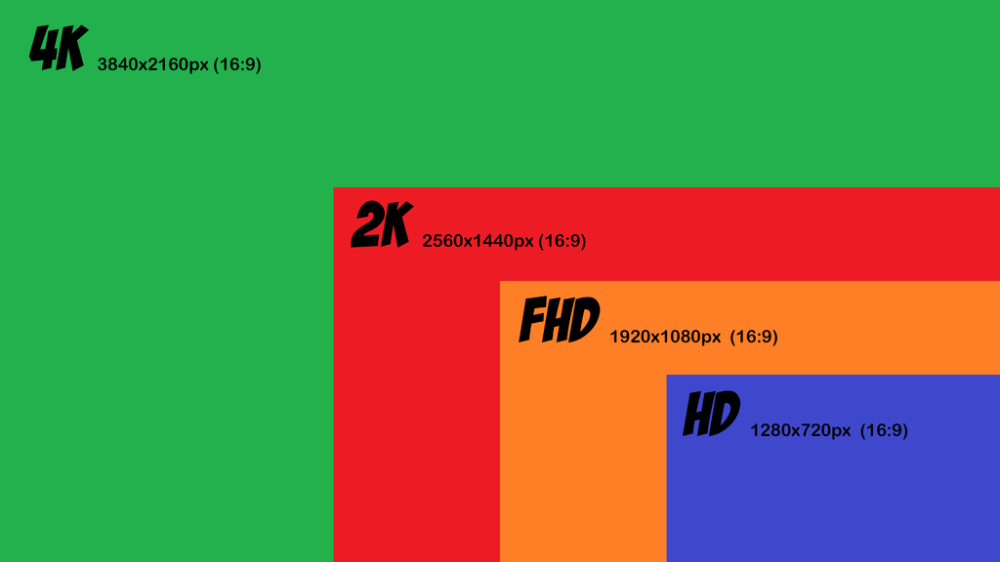 4K 3840x2160px (16:9)
2K 2560x1440px (16:9)
FHD 1920x1080px (16:9)
HD 1280x720px (16:9)